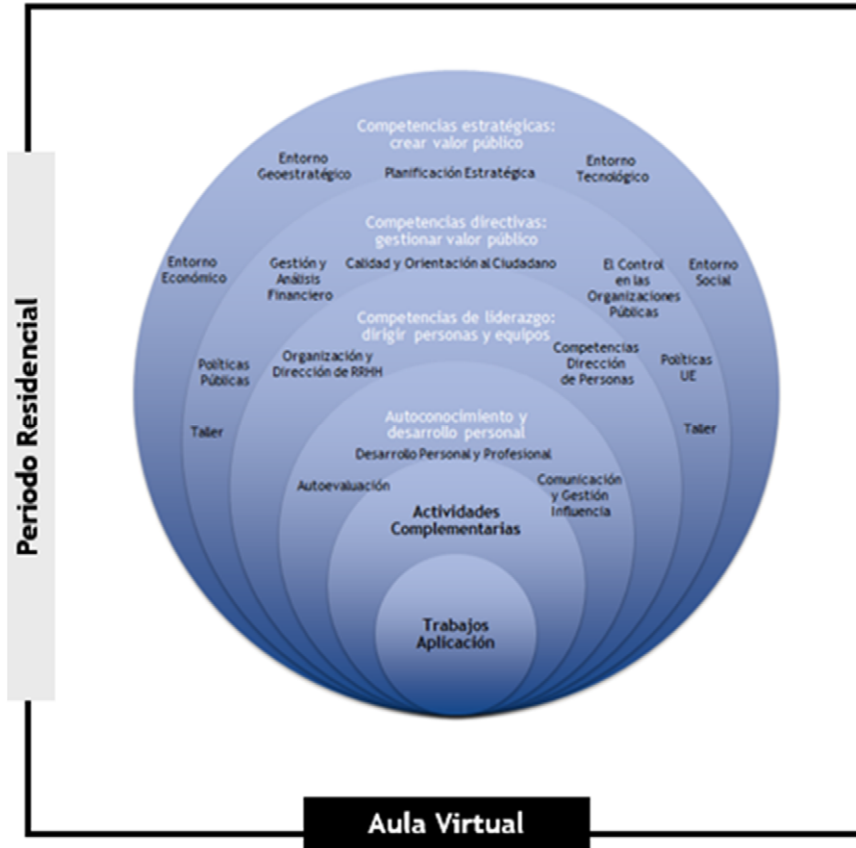 Competencias estratégicas:
crear valor público
Entorno
Geoestratégico
Planificación Estratégica
Entorno
Tecnológico
Competencias directivas:
gestionar valor público
Entorno
Económico
Gestión y
Análisis
Financiero
Calidad y Orientación al Ciudadano
El Control
en las
Organizaciones
Públicas
Entorno
Social
Competencias de liderazgo:
dirigir personas y equipos
Políticas
Públicas
Organización y
Dirección de RRHH
Competencias
Dirección
de Personas
Políticas
UE
Taller
Taller
Autoconocimiento y
desarrollo personal
Desarrollo Personal y Profesional
Autoevaluación
Comunicación
y Gestión
Influencia
Actividades
Complementarias
Trabajos
Aplicación
Periodo Residencial
Aula Virtual